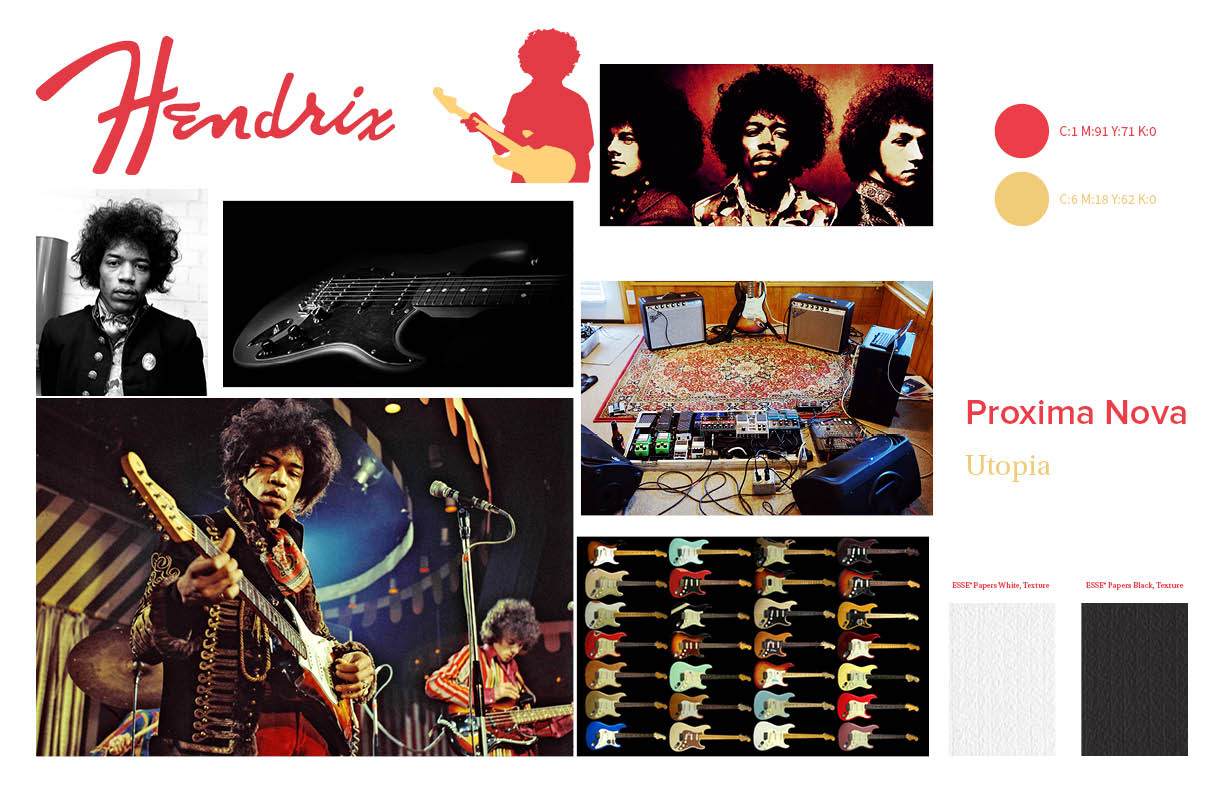 Hendrix
C:1 M:91 Y:71 K:0
C:6 M:18 Y:62 K:0
Proxima Nova
Utopia
ESSE® Papers White, Texture
ESSE® Papers Black, Texture